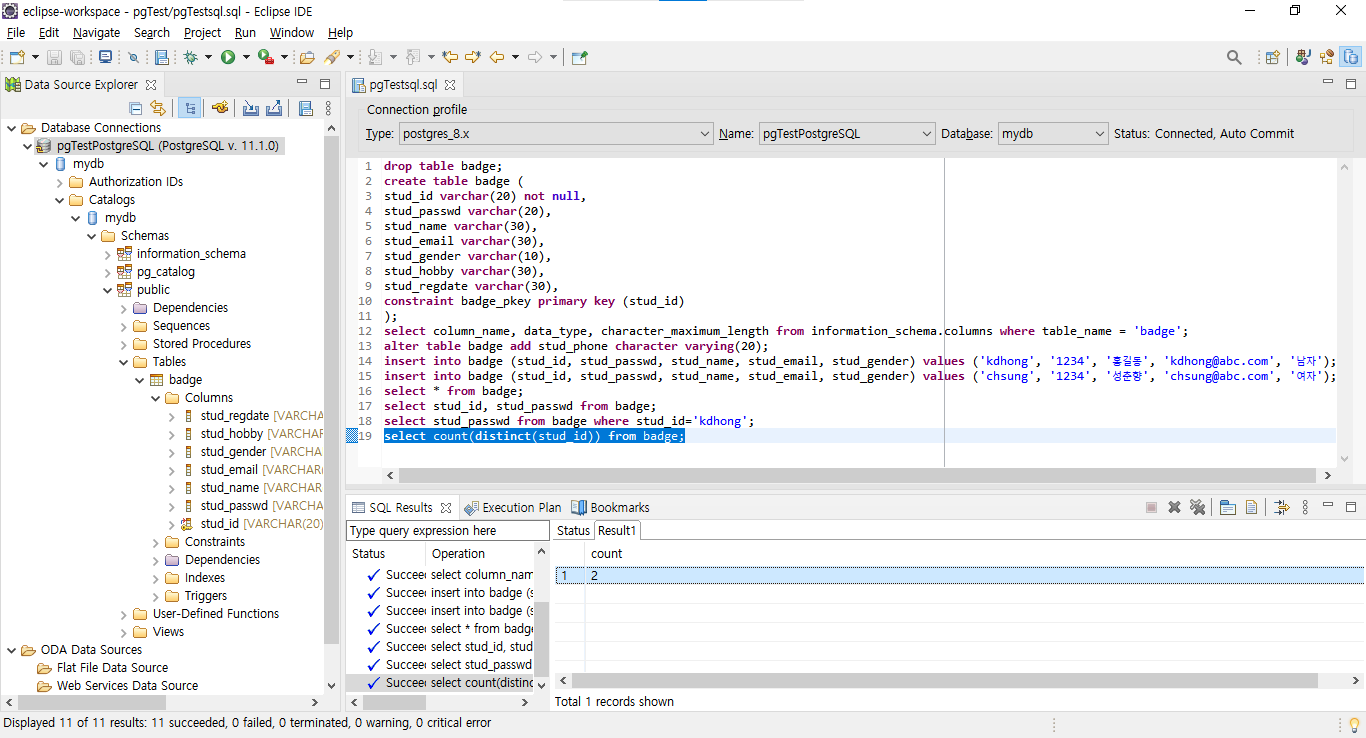 eclipse-workspace - pgTest/pgTestsql.sql - Eclipse IDE
File Edit Navigate Search Project Run Window Help
Data Source Explorer
Database Connections
pgTestPostgreSQL (PostgreSQL v. 11.1.0)
mydb
Authorization IDs
Catalogs
mydb
Schemas
information_schema
pg_catalog
public
Dependencies
Sequences
Stored Procedures
Tables
badge
Columns
stud_regdate [VARCHA
stud_hobby [VARCHAR
stud_gender [VARCHA
stud_email [VARCHAR(
stud_name [VARCHAR
stud_passwd [VARCHA
stud_id [VARCHAR(20)
Constraints
Dependencies
Indexes
Triggers
User-Defined Functions
Views
ODA Data Sources
Flat File Data Source
Web Services Data Source
pgTestsql.sql
Connection profile
Type: postgres_8.x Name: pgTestPostgreSQL Database: mydb Status: Connected, Auto Commit
1 drop table badge;
2 create table badge (
3 stud_id varchar(20) not null,
4 stud_passwd varchar(20),
5 stud_name varchar(30),
6 stud_email varchar(30),
7 stud_gender varchar(10),
8 stud_hobby varchar(30),
9 stud_regdate varchar(30),
10 constraint badge_pkey primary key (stud_id)
11 );
12 select column_name, data_type, character_maximum_length from information_schema.columns where table_name = 'badge';
13 alter table badge add stud_phone character varying(20);
14 insert into badge (stud_id, stud_passwd, stud_name, stud_email, stud_gender) values ('kdhong', '1234', '홍길동', 'kdhong@abc.com', '남자');
15 insert into badge (stud_id, stud_passwd, stud_name, stud_email, stud_gender) values ('chsung', '1234', '성춘향', 'chsung@abc.com', '여자');
16 select * from badge;
17 select stud_id, stud_passwd from badge;
18 select stud_passwd from badge where stud_id='kdhong';
19 select count(distinct(stud_id)) from badge;
SQL Results Execution Plan Bookmarks
Type query expression here
Status Operation
Succee select column_nam
Succee insert into badge (s
Succee insert into badge (s
Succee select * from badge
Succee select stud_id, stud
Succee select stud_passwd
Succee select count(distinc
Status Result1
count
1 2
Total 1 records shown
Displayed 11 of 11 results: 11 succeeded, 0 failed, 0 terminated, 0 warning, 0 critical error